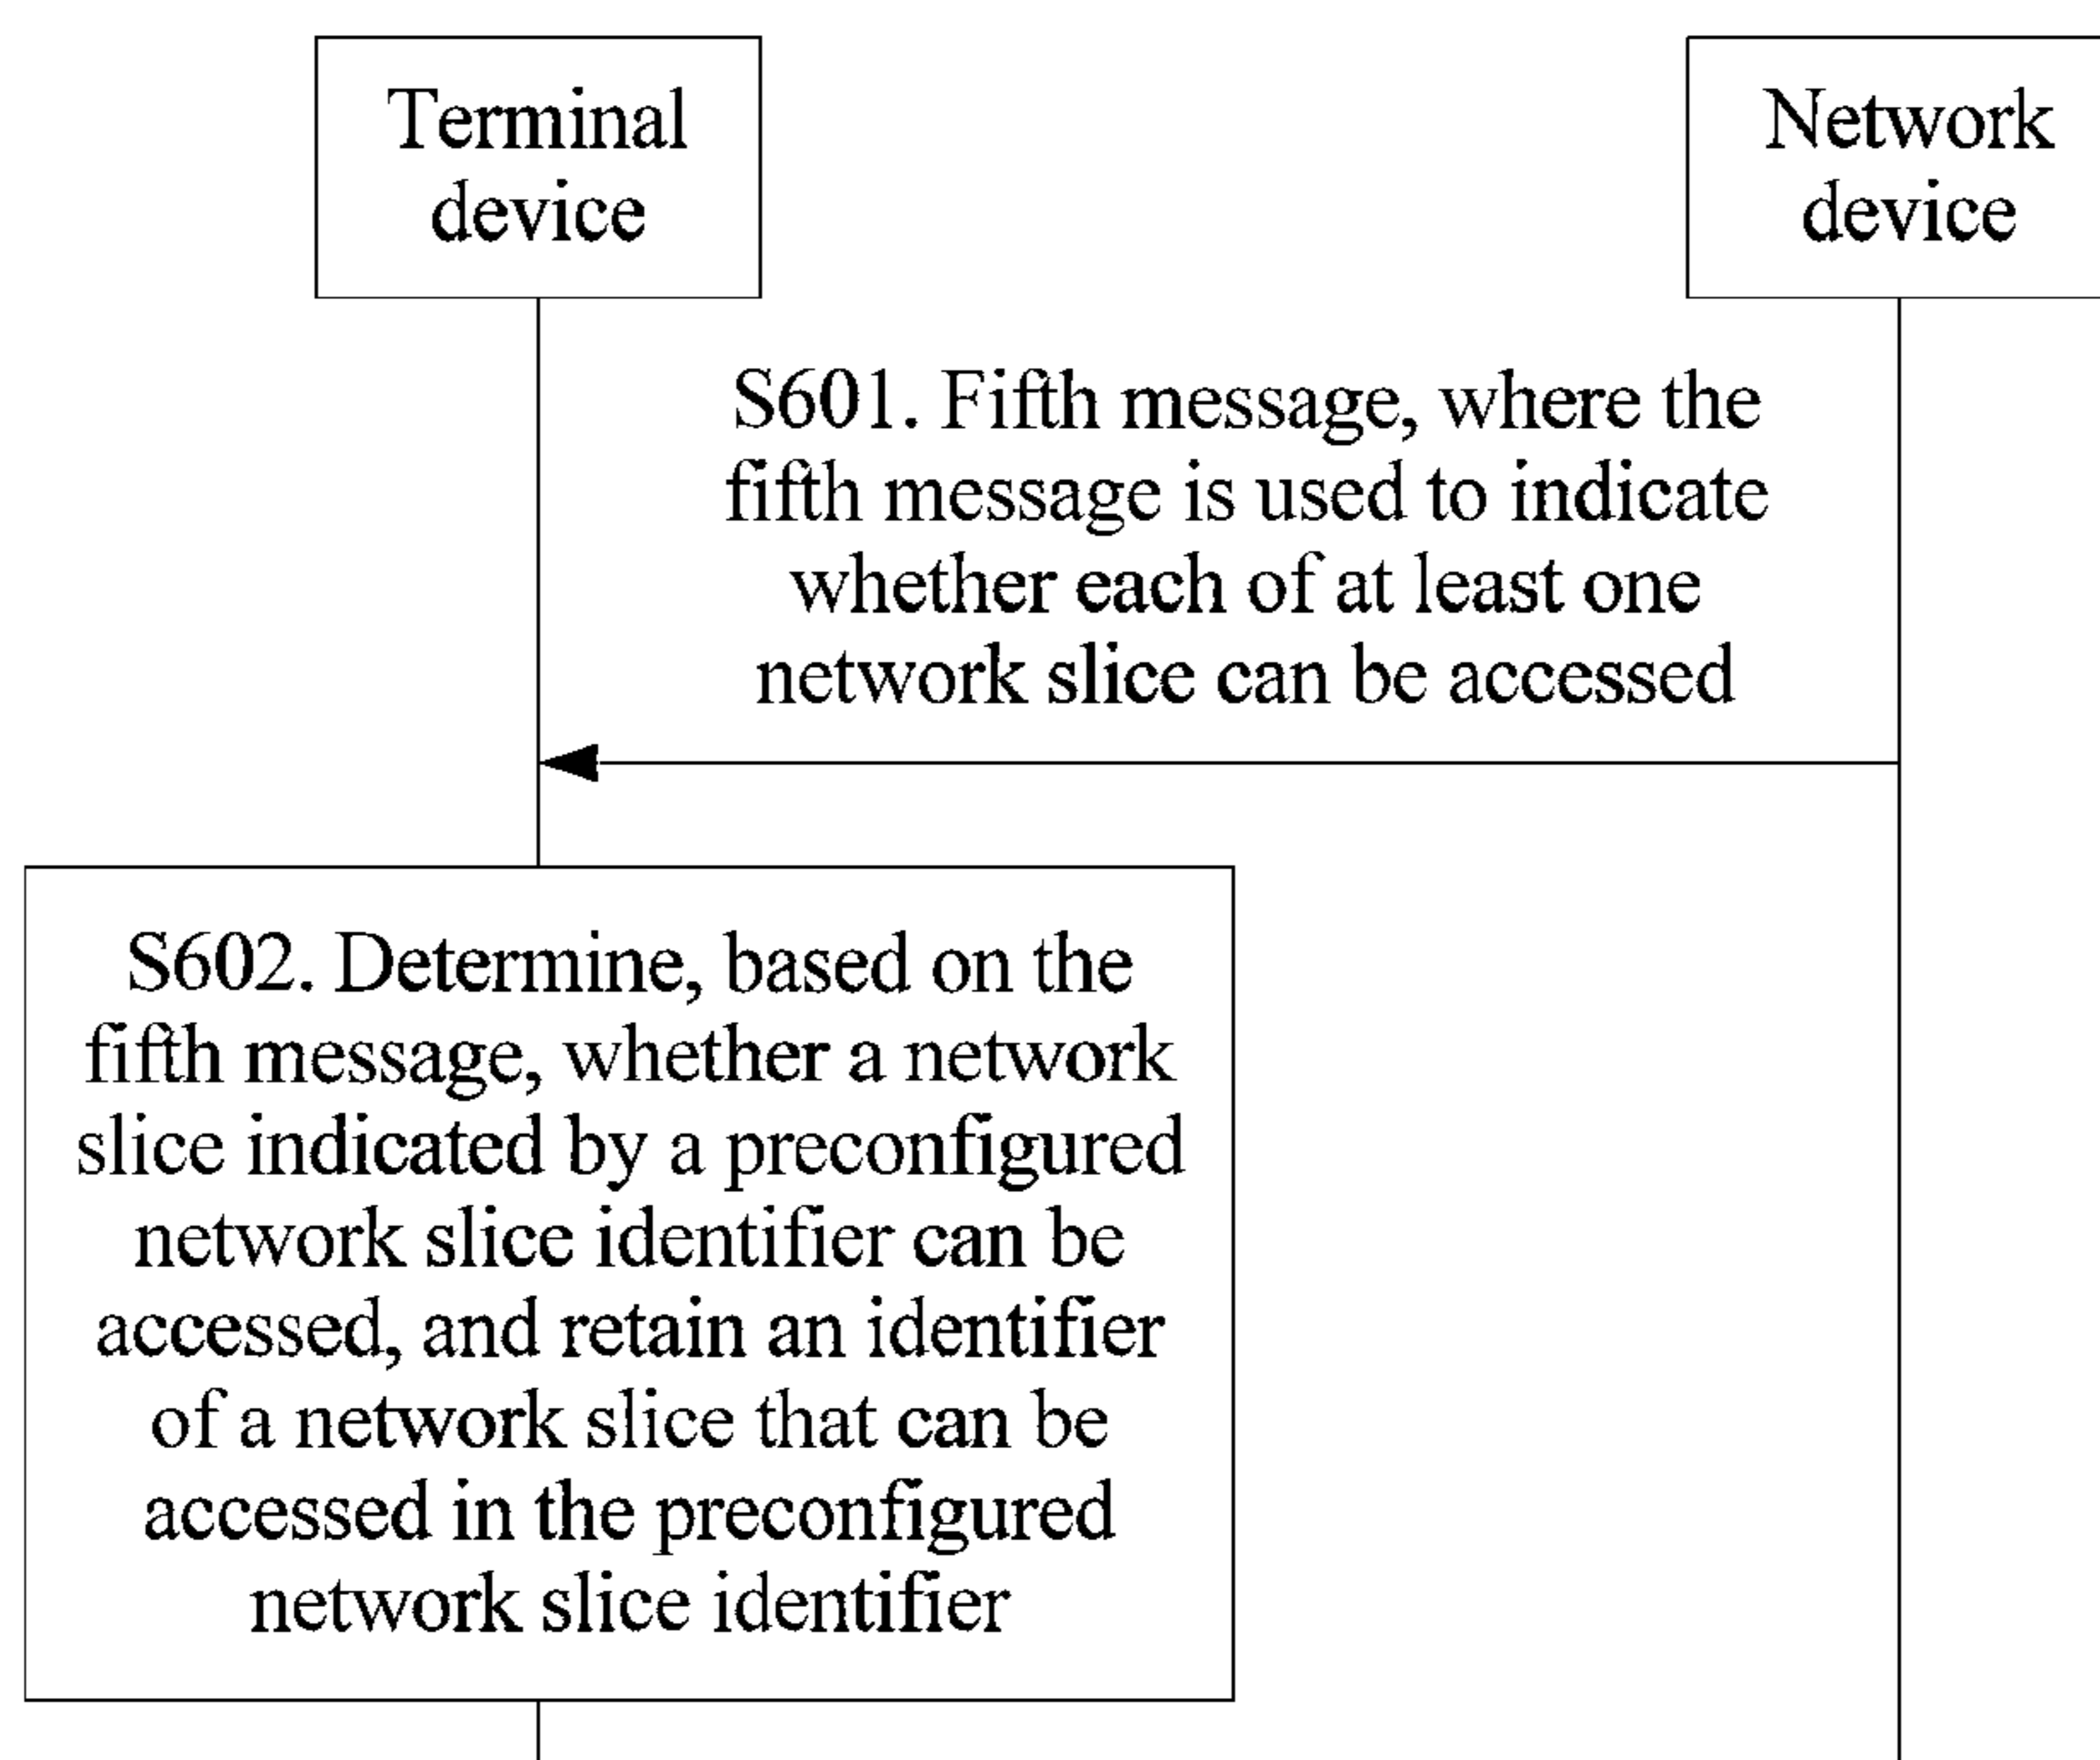 Terminal
device
Network
device
S601. Fifth message, where the
fifth message is used to indicate
whether each of at least one
network slice can be accessed
S602. Determine, based on the
fifth message, whether a network
slice indicated by a preconfigured
network slice identifier can be
accessed, and retain an identifier
of a network slice that can be
accessed in the preconfigured
network slice identifier